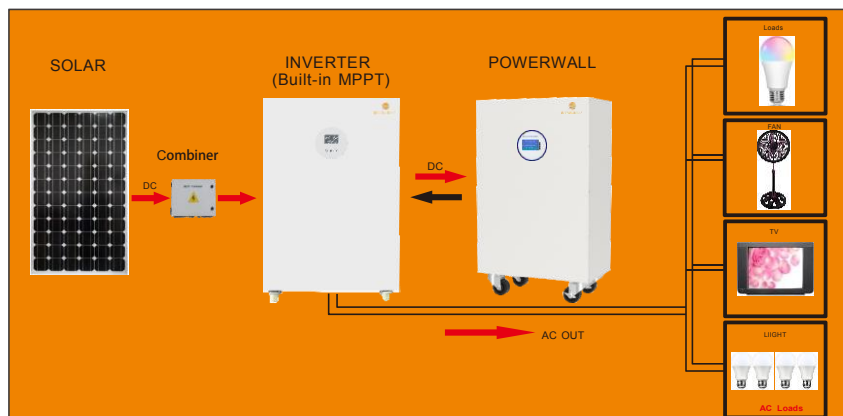 SOLAR
INVERTER
(Built-in MPPT)
POWERWALL
Loads
FAN
DC
Combiner
DC
TV
AC OUT
LIIGHT
AC Loads